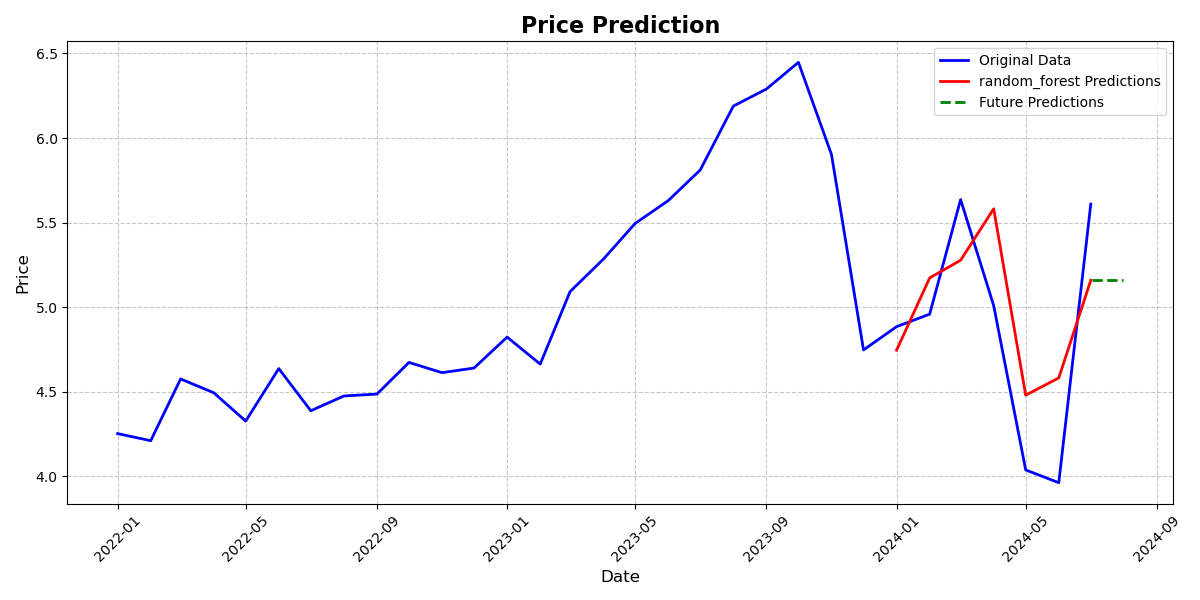 Price Prediction
Original Data
random_forest Predictions
Future Predictions
Price
6.5
6.0
5.5
5.0
4.5
4.0
2022-01
2022-05
2022-09
2023-01
2023-05
2023-09
2024-01
2024-05
2024-09
Date